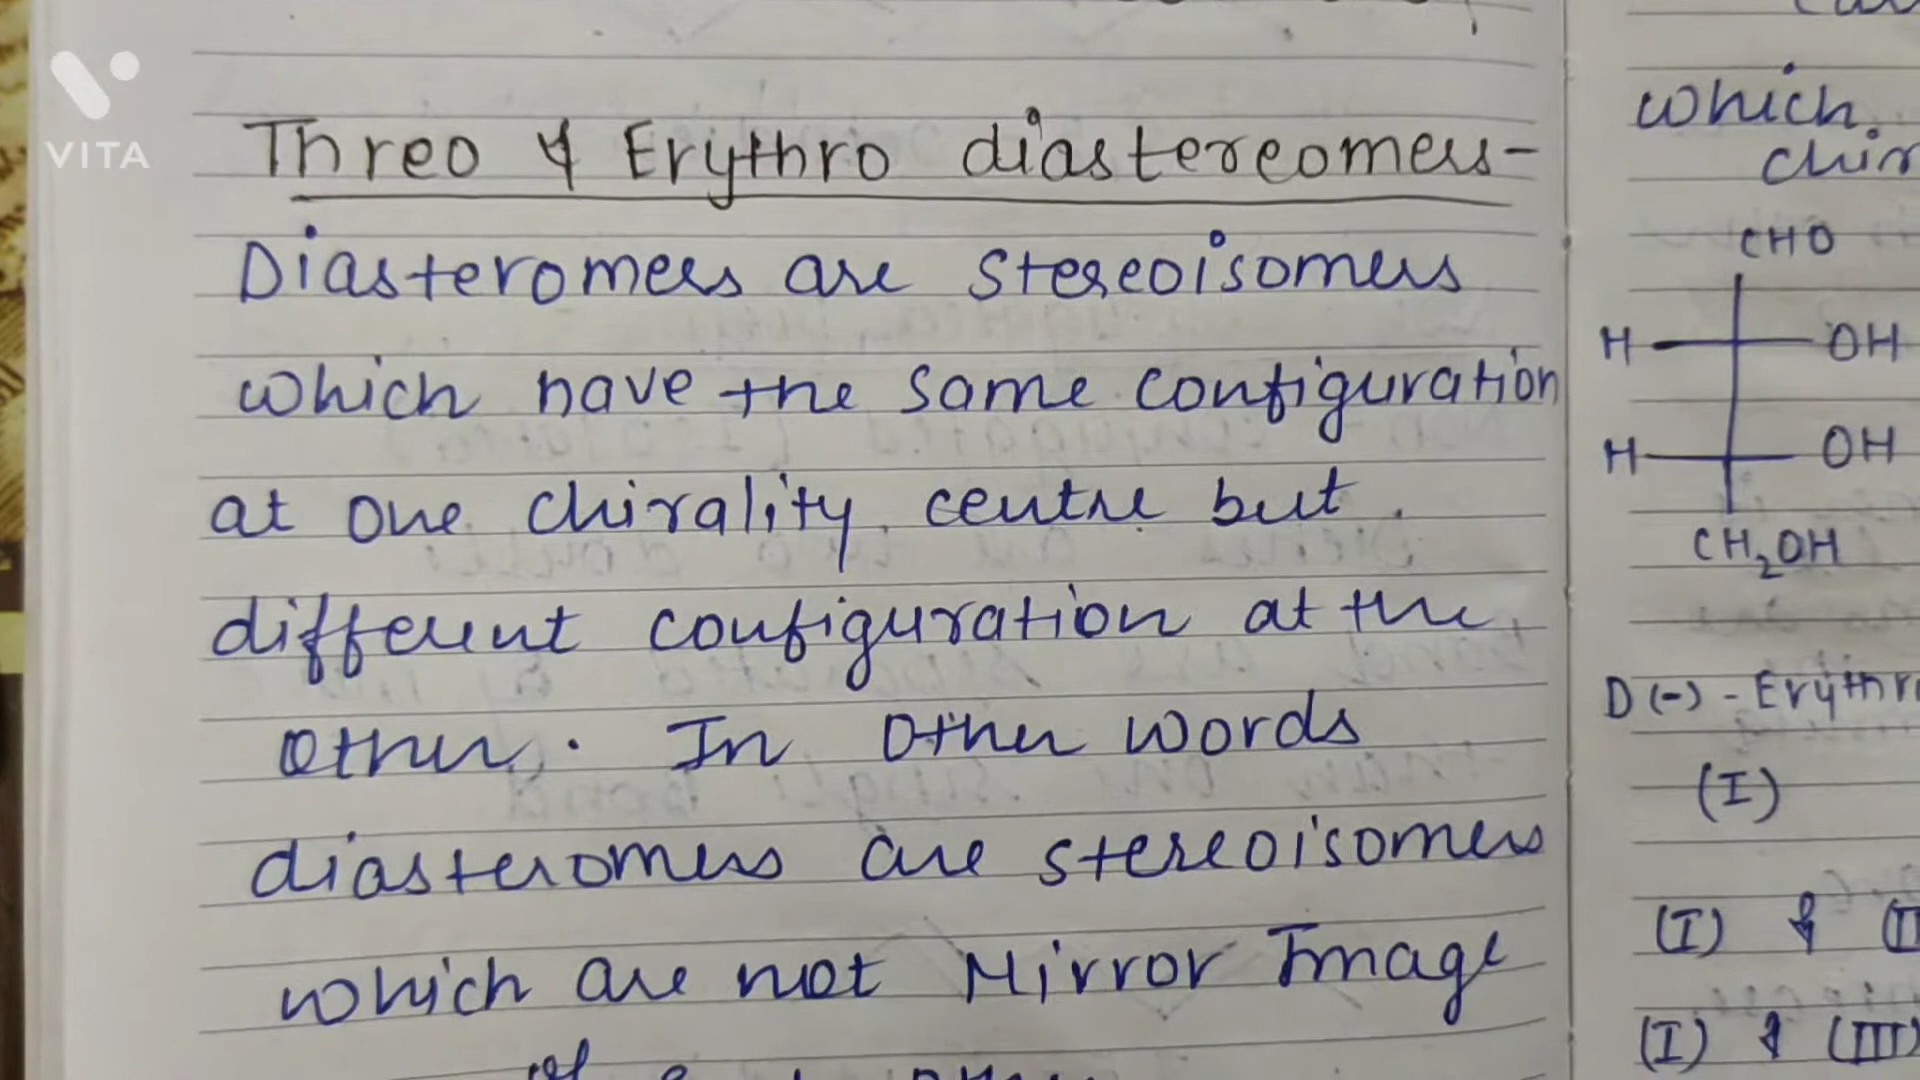 VITA
Threo & Erythro diastereomers-
Diasteromers are stereoisomers
which have the same configuration
at one chirality centre but
different configuration at the
other. In other words
diasteromers are stereoisomers
which are not Mirror Image
of
which
CHO
H OH
H OH
CH₂OH
D(-) - Erythr
(I)
(I) &
(I) & (III)